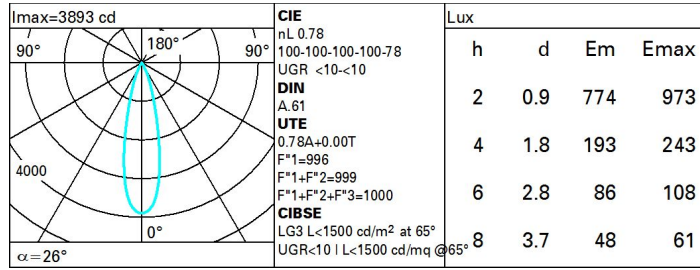 Imax=3893 cd
90° 180° 90°
4000
0°
α=26°
CIE
nL 0.78
100-100-100-100-78
UGR <10-<10
DIN
A.61
UTE
0.78A+0.00T
F"1=996
F"1+F"2=999
F"1+F"2+F"3=1000
CIBSE
LG3 L<1500 cd/m² at 65°
UGR<10 | L<1500 cd/mq @65°
Lux
h d Em Emax
2 0.9 774 973
4 1.8 193 243
6 2.8 86 108
8 3.7 48 61